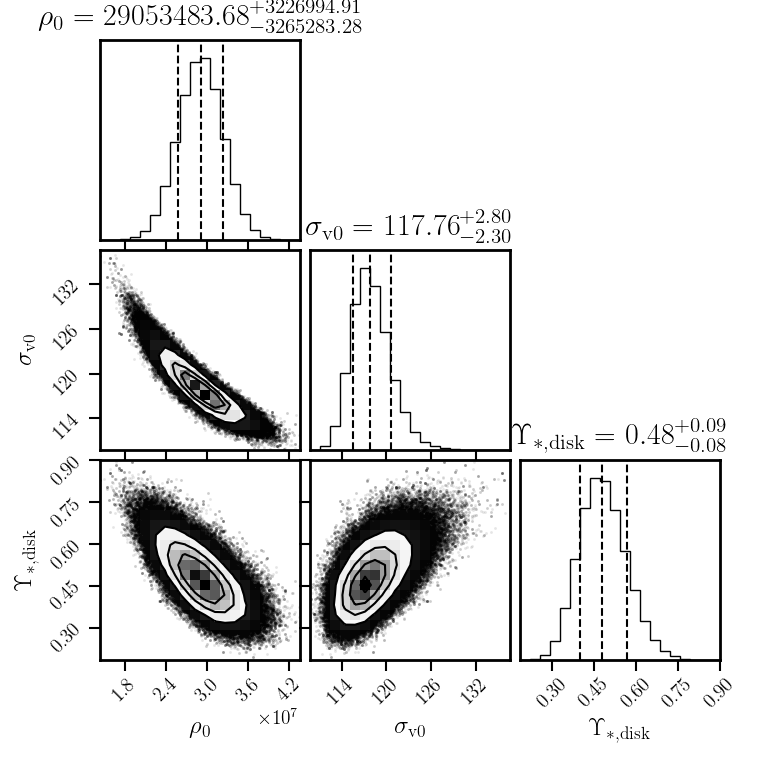 ρ₀ = 29053483.68⁺³²²⁶⁹⁹⁴·⁹¹₋₃₂₆₅₂₈₃.₂₈
σᵥ₀ = 117.76⁺²·⁸⁰₋₂.₃₀
132
126
120
114
σᵥ₀
ϒ∗,disk = 0.48⁺⁰·⁰⁹₋₀.₀₈
0.90
0.75
0.60
0.45
0.30
ϒ∗,disk
1.8 2.4 3.0 3.6 4.2
×10⁷
ρ₀
114 120 126 132
σᵥ₀
0.30 0.45 0.60 0.75 0.90
ϒ∗,disk